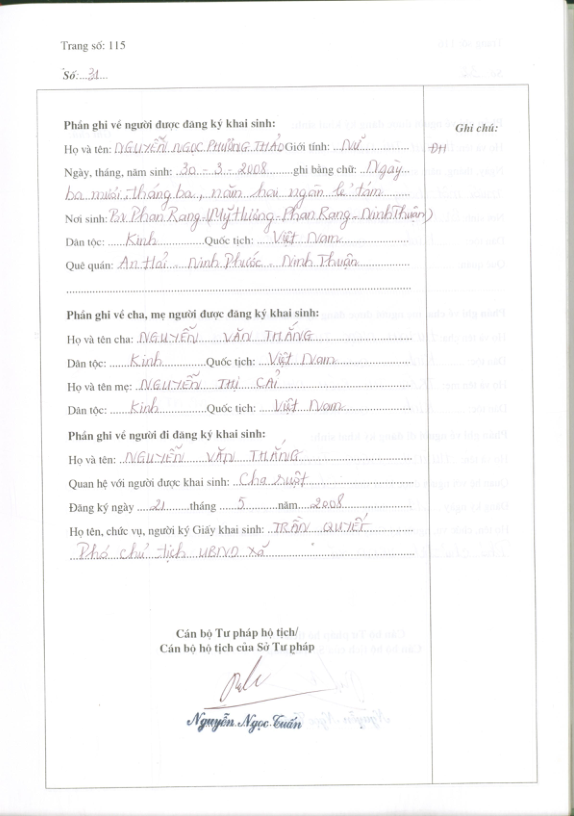 Trang số: 115
Số:...31...
Phần ghi về người được đăng ký khai sinh:
Ghi chú:
Họ và tên: NGUYỄN NGỌC PHƯƠNG THẢO Giới tính: ... Nữ
ĐH
Ngày, tháng, năm sinh: 30 - 3 - 2008 ghi bằng chữ: Ngày
ba mươi, tháng ba, năm hai ngàn lẻ tám
Nơi sinh: B.v Phan Rang (Mỹ Hương - Phan Rang - Ninh Thuận)
Dân tộc: Kinh Quốc tịch: Việt Nam
Quê quán: An Hải - Ninh Phước - Ninh Thuận
Phần ghi về cha, mẹ người được đăng ký khai sinh:
Họ và tên cha: NGUYỄN VĂN THẮNG
Dân tộc: Kinh Quốc tịch: Việt Nam
Họ và tên mẹ: NGUYỄN THỊ CẢI
Dân tộc: Kinh Quốc tịch: Việt Nam
Phần ghi về người đi đăng ký khai sinh:
Họ và tên: NGUYỄN VĂN THẮNG
Quan hệ với người được khai sinh: Cha ruột
Đăng ký ngày 21 tháng 5 năm 2008
Họ tên, chức vụ, người ký Giấy khai sinh: TRẦN QUYẾT
Phó chủ tịch UBND xã
Cán bộ Tư pháp hộ tịch/
Cán bộ hộ tịch của Sở Tư pháp
Nguyễn Ngọc Tuấn